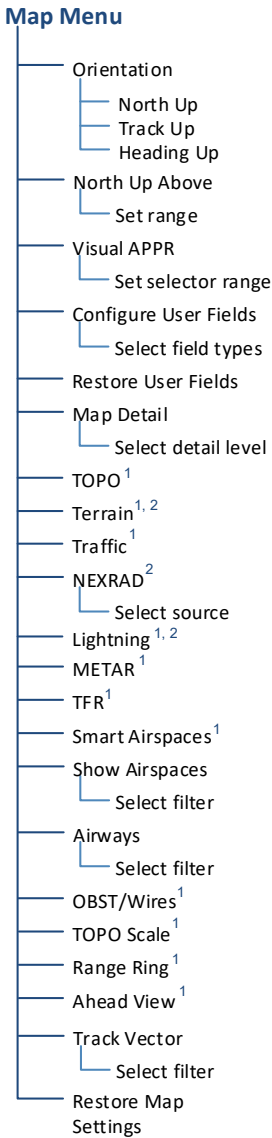 Map Menu
Orientation
North Up
Track Up
Heading Up
North Up Above
Set range
Visual APPR
Set selector range
Configure User Fields
Select field types
Restore User Fields
Map Detail
Select detail level
TOPO 1
Terrain 1, 2
Traffic 1
NEXRAD 2
Select source
Lightning 1, 2
METAR 1
TFR 1
Smart Airspaces 1
Show Airspaces
Select filter
Airways
Select filter
OBST/Wires 1
TOPO Scale 1
Range Ring 1
Ahead View 1
Track Vector
Select filter
Restore Map
Settings